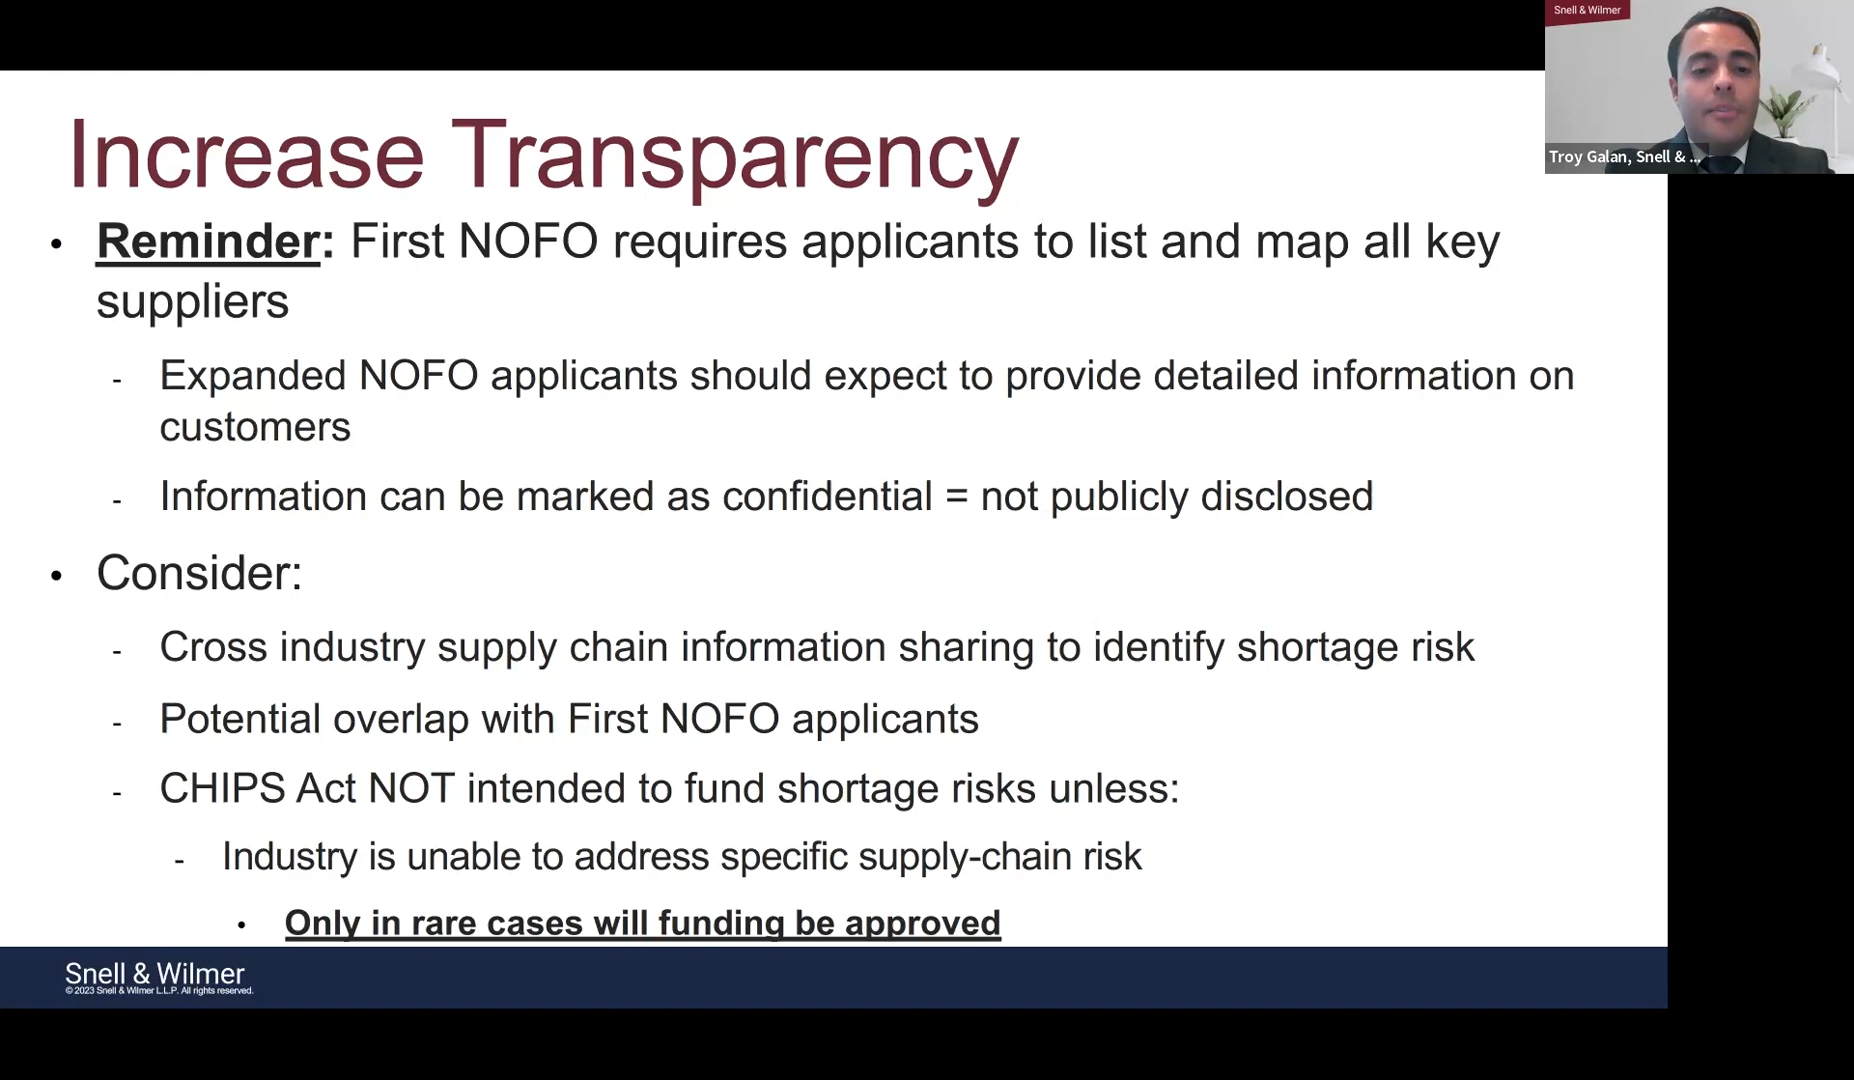 Snell & Wilmer
Troy Galan, Snell & ...
Increase Transparency
• Reminder: First NOFO requires applicants to list and map all key
suppliers
- Expanded NOFO applicants should expect to provide detailed information on
customers
- Information can be marked as confidential = not publicly disclosed
• Consider:
- Cross industry supply chain information sharing to identify shortage risk
- Potential overlap with First NOFO applicants
- CHIPS Act NOT intended to fund shortage risks unless:
- Industry is unable to address specific supply-chain risk
• Only in rare cases will funding be approved
Snell & Wilmer
© 2023 Snell & Wilmer L.L.P. All rights reserved.